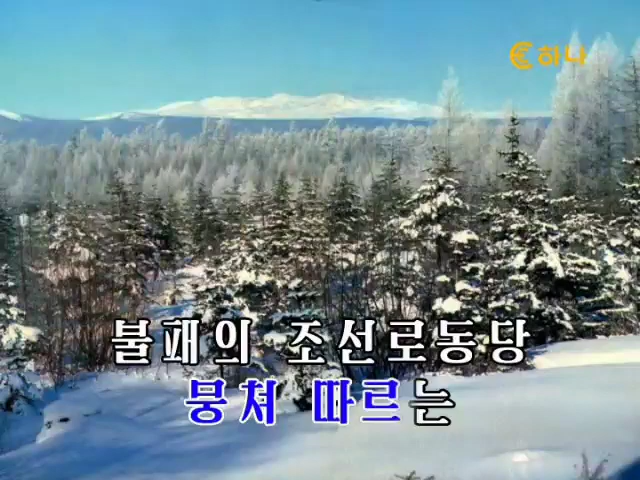 하나
불패의 조선로동당
뭉쳐 따르는